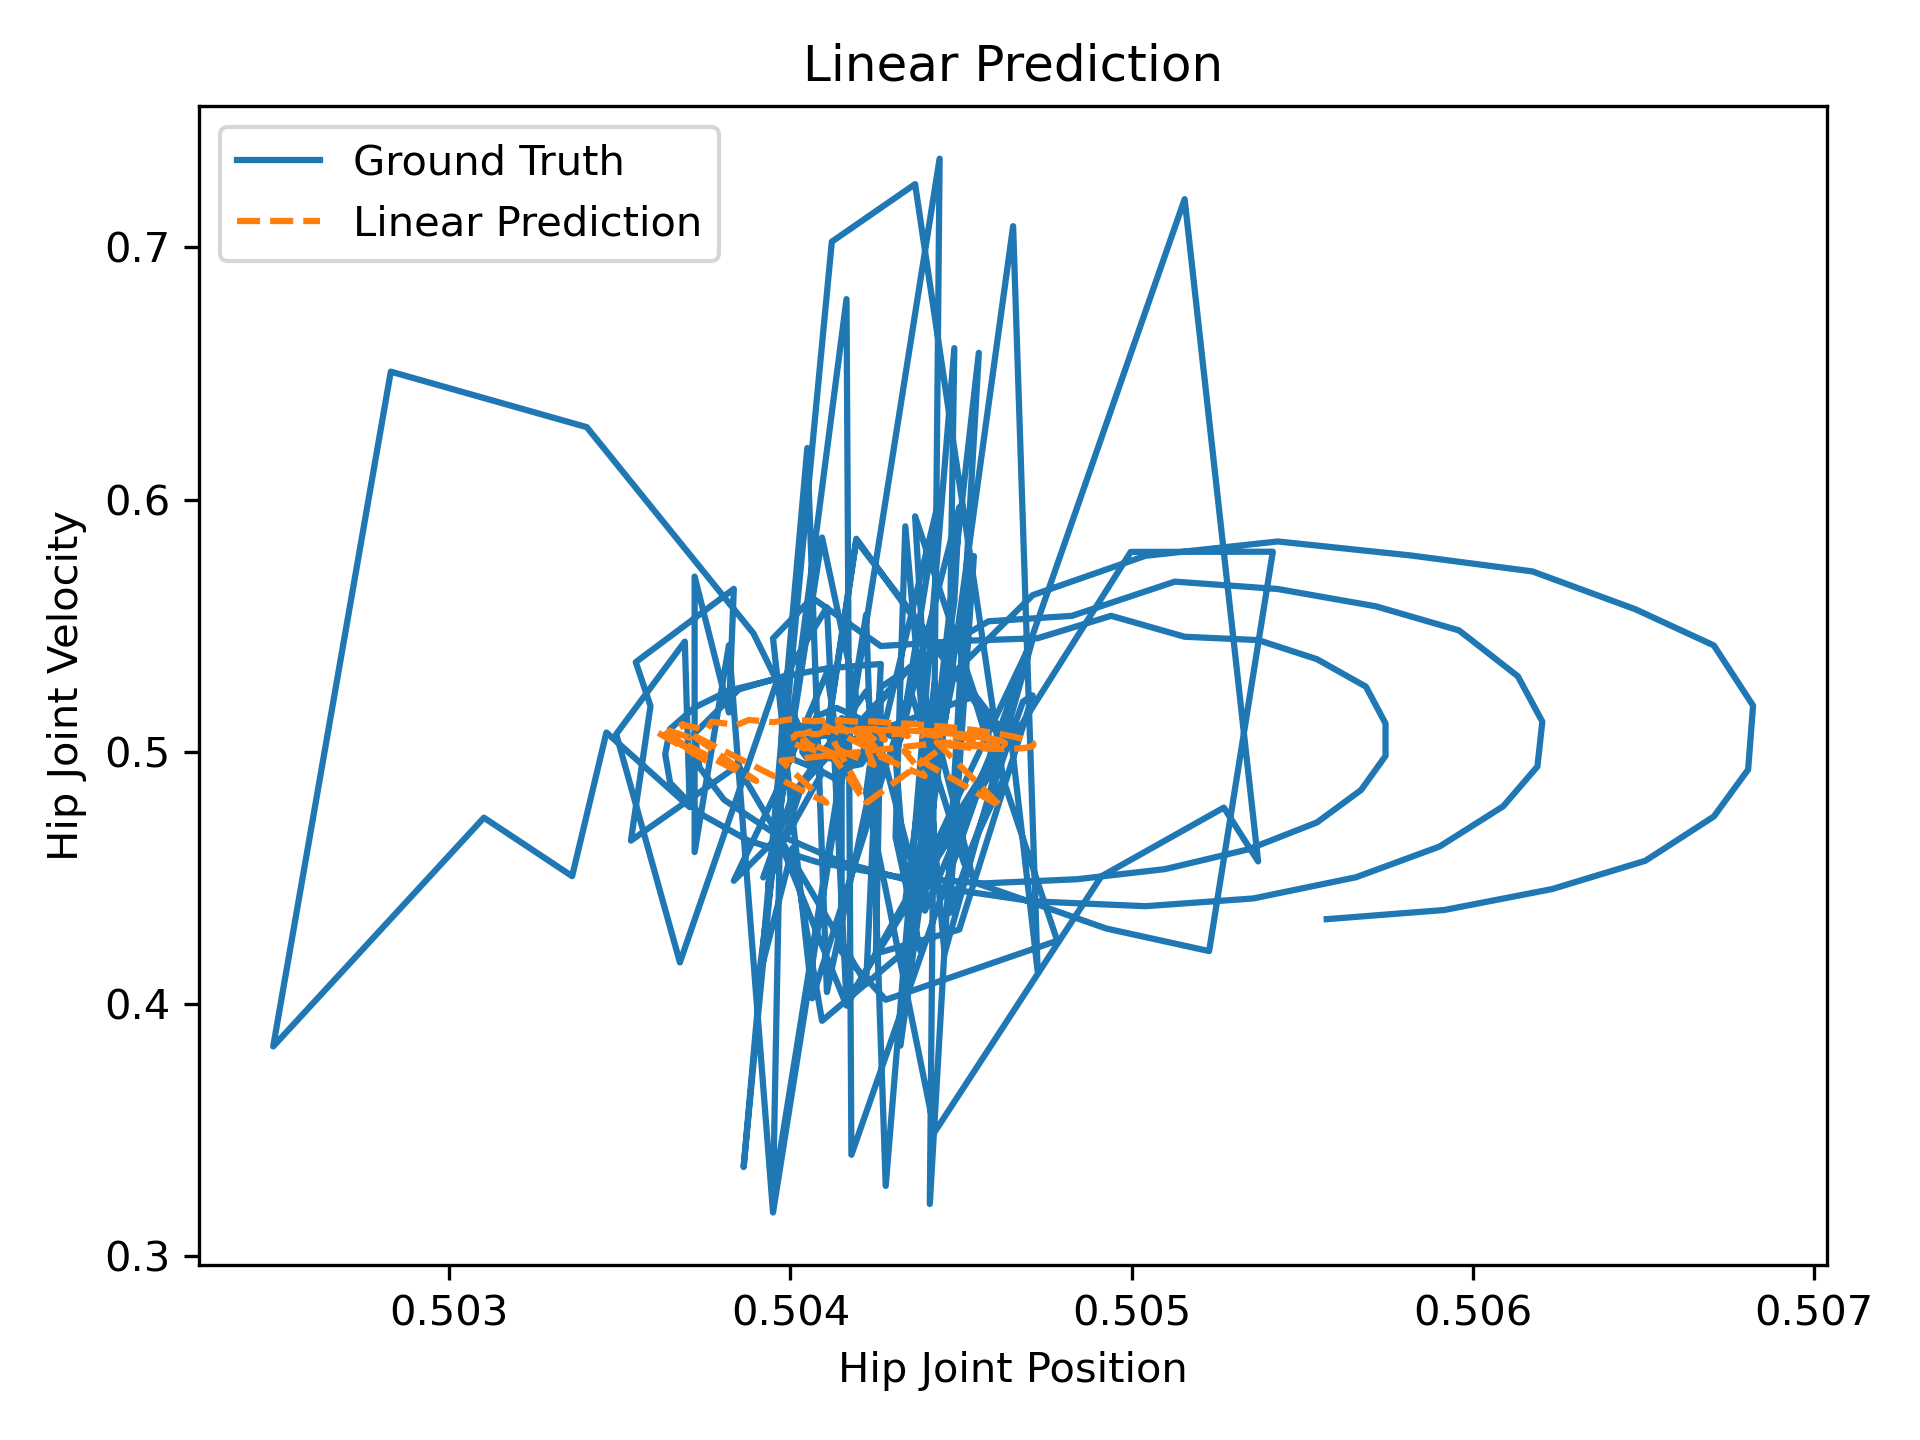 Linear Prediction
Ground Truth
Linear Prediction
0.7
0.6
0.5
0.4
0.3
Hip Joint Velocity
0.503 0.504 0.505 0.506 0.507
Hip Joint Position